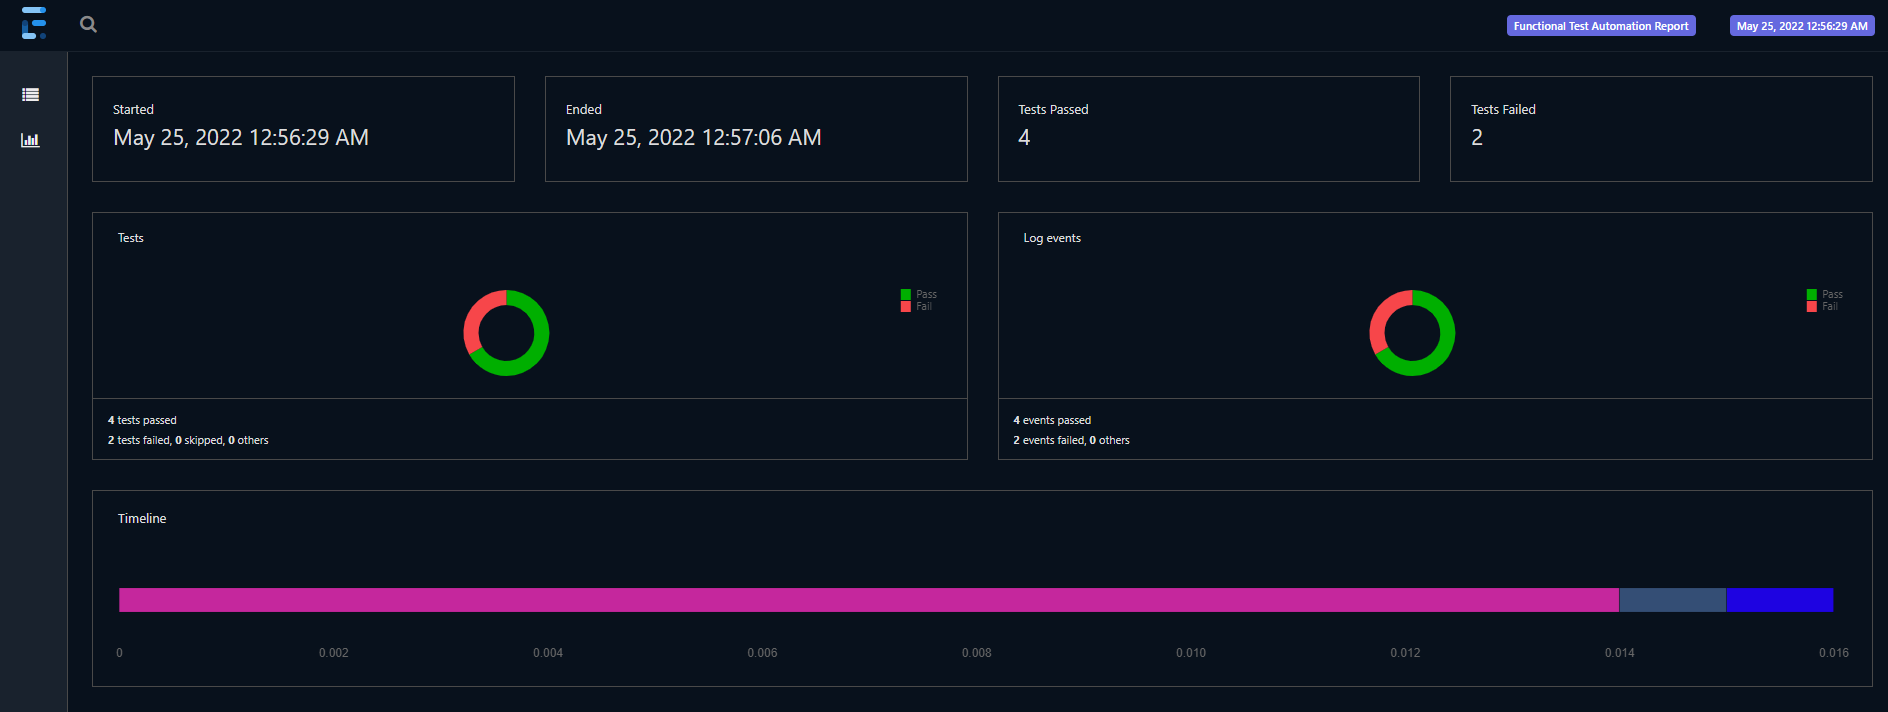 Functional Test Automation Report
May 25, 2022 12:56:29 AM
Started
May 25, 2022 12:56:29 AM
Ended
May 25, 2022 12:57:06 AM
Tests Passed
4
Tests Failed
2
Tests
Pass
Fail
4 tests passed
2 tests failed, 0 skipped, 0 others
Log events
Pass
Fail
4 events passed
2 events failed, 0 others
Timeline
0 0.002 0.004 0.006 0.008 0.010 0.012 0.014 0.016